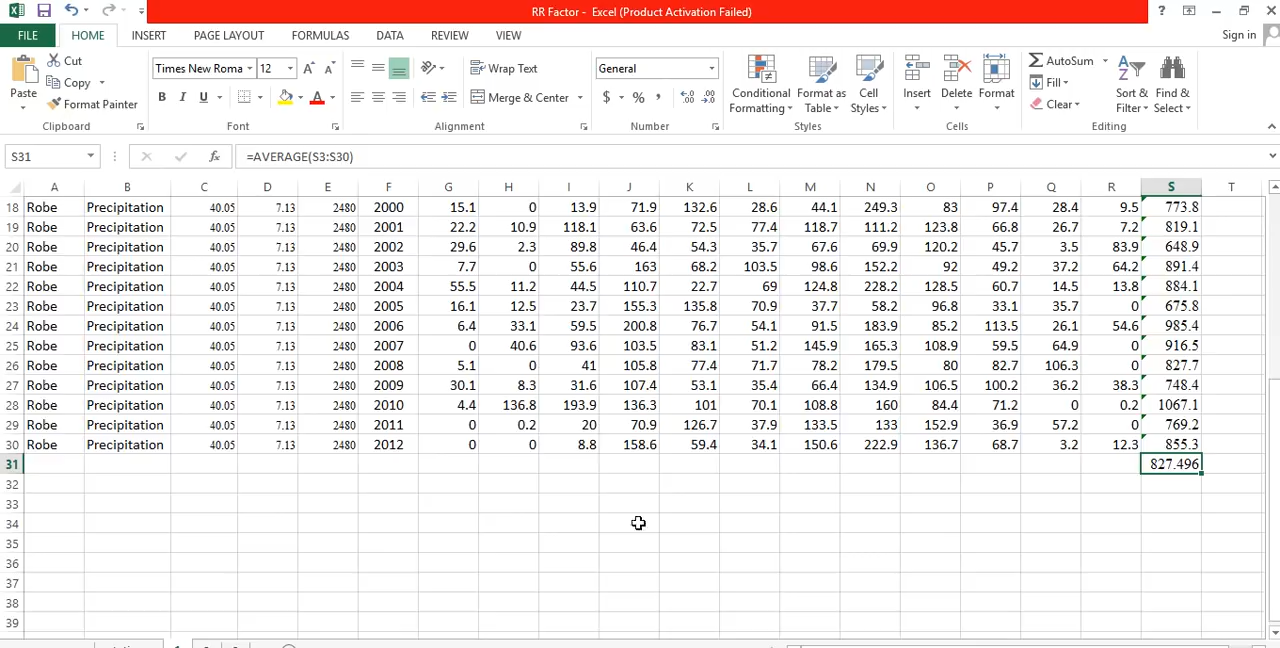 RR Factor - Excel (Product Activation Failed)
FILE HOME INSERT PAGE LAYOUT FORMULAS DATA REVIEW VIEW Sign in
Paste Cut Copy Format Painter Clipboard
Times New Roma 12 B I U A Font
Wrap Text Merge & Center Alignment
General $ % , Number
Conditional Formatting Format as Table Cell Styles Styles
Insert Delete Format Cells
AutoSum Fill Clear Sort & Filter Find & Select Editing
S31 fx =AVERAGE(S3:S30)
A B C D E F G H I J K L M N O P Q R S T
18 Robe Precipitation 40.05 7.13 2480 2000 15.1 0 13.9 71.9 132.6 28.6 44.1 249.3 83 97.4 28.4 9.5 773.8
19 Robe Precipitation 40.05 7.13 2480 2001 22.2 10.9 118.1 63.6 72.5 77.4 118.7 111.2 123.8 66.8 26.7 7.2 819.1
20 Robe Precipitation 40.05 7.13 2480 2002 29.6 2.3 89.8 46.4 54.3 35.7 67.6 69.9 120.2 45.7 3.5 83.9 648.9
21 Robe Precipitation 40.05 7.13 2480 2003 7.7 0 55.6 163 68.2 103.5 98.6 152.2 92 49.2 37.2 64.2 891.4
22 Robe Precipitation 40.05 7.13 2480 2004 55.5 11.2 44.5 110.7 22.7 69 124.8 228.2 128.5 60.7 14.5 13.8 884.1
23 Robe Precipitation 40.05 7.13 2480 2005 16.1 12.5 23.7 155.3 135.8 70.9 37.7 58.2 96.8 33.1 35.7 0 675.8
24 Robe Precipitation 40.05 7.13 2480 2006 6.4 33.1 59.5 200.8 76.7 54.1 91.5 183.9 85.2 113.5 26.1 54.6 985.4
25 Robe Precipitation 40.05 7.13 2480 2007 0 40.6 93.6 103.5 83.1 51.2 145.9 165.3 108.9 59.5 64.9 0 916.5
26 Robe Precipitation 40.05 7.13 2480 2008 5.1 0 41 105.8 77.4 71.7 78.2 179.5 80 82.7 106.3 0 827.7
27 Robe Precipitation 40.05 7.13 2480 2009 30.1 8.3 31.6 107.4 53.1 35.4 66.4 134.9 106.5 100.2 36.2 38.3 748.4
28 Robe Precipitation 40.05 7.13 2480 2010 4.4 136.8 193.9 136.3 101 70.1 108.8 160 84.4 71.2 0 0.2 1067.1
29 Robe Precipitation 40.05 7.13 2480 2011 0 0.2 20 70.9 126.7 37.9 133.5 133 152.9 36.9 57.2 0 769.2
30 Robe Precipitation 40.05 7.13 2480 2012 0 0 8.8 158.6 59.4 34.1 150.6 222.9 136.7 68.7 3.2 12.3 855.3
31 827.496
32
33
34
35
36
37
38
39